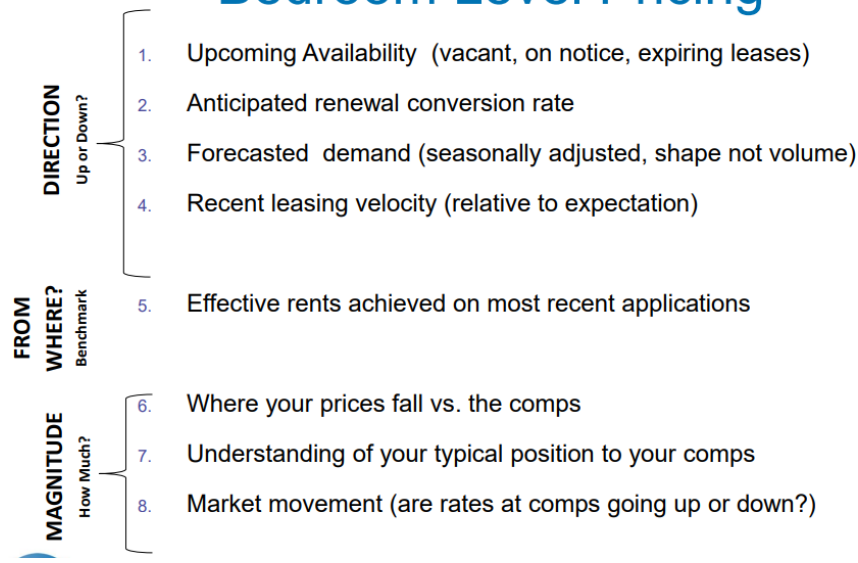 Bedroom Level Pricing
DIRECTION
Up or Down?
1. Upcoming Availability (vacant, on notice, expiring leases)
2. Anticipated renewal conversion rate
3. Forecasted demand (seasonally adjusted, shape not volume)
4. Recent leasing velocity (relative to expectation)
FROM
WHERE?
Benchmark
5. Effective rents achieved on most recent applications
MAGNITUDE
How Much?
6. Where your prices fall vs. the comps
7. Understanding of your typical position to your comps
8. Market movement (are rates at comps going up or down?)